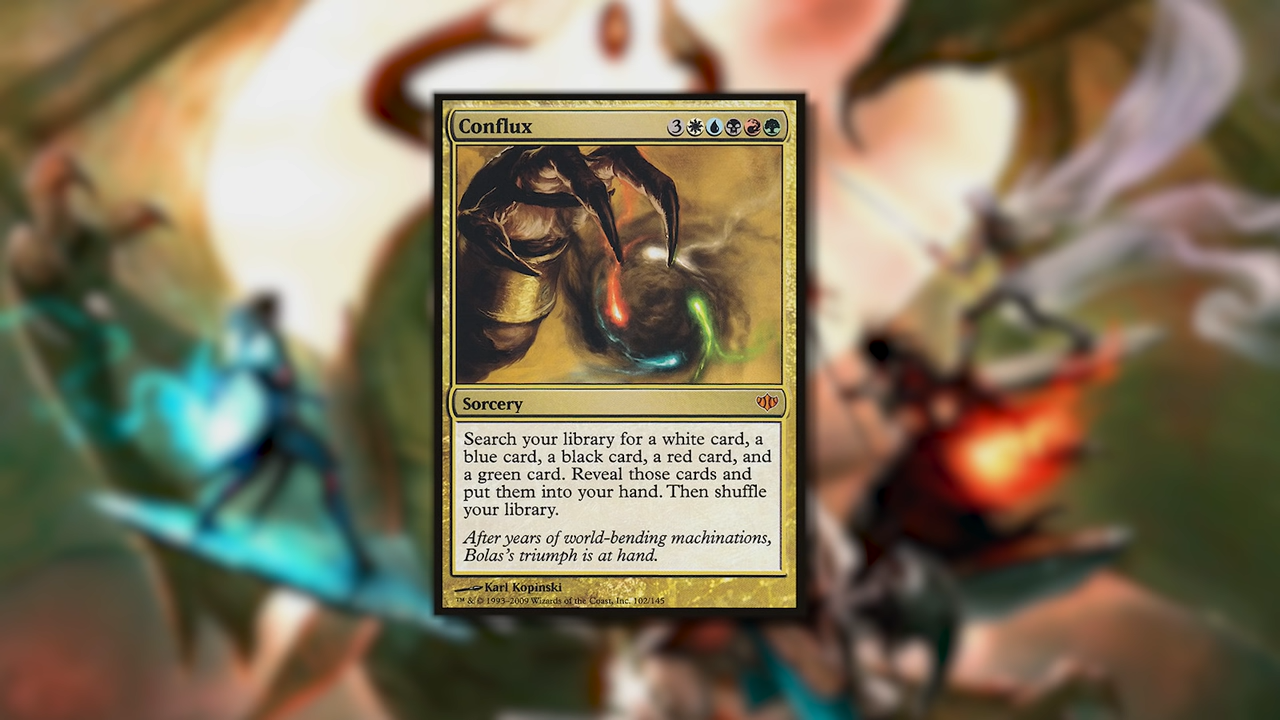 Conflux 3
Sorcery
Search your library for a white card, a
blue card, a black card, a red card, and
a green card. Reveal those cards and
put them into your hand. Then shuffle
your library.
After years of world-bending machinations,
Bolas's triumph is at hand.
Karl Kopinski
™ & © 1993–2009 Wizards of the Coast, Inc. 102/145